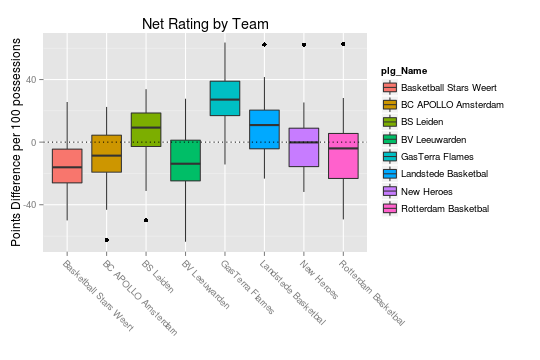 Net Rating by Team
Points Difference per 100 possessions
40
0
-40
Basketball Stars Weert
BC APOLLO Amsterdam
BS Leiden
BV Leeuwarden
GasTerra Flames
Landstede Basketbal
New Heroes
Rotterdam Basketbal
plg_Name
Basketball Stars Weert
BC APOLLO Amsterdam
BS Leiden
BV Leeuwarden
GasTerra Flames
Landstede Basketbal
New Heroes
Rotterdam Basketbal